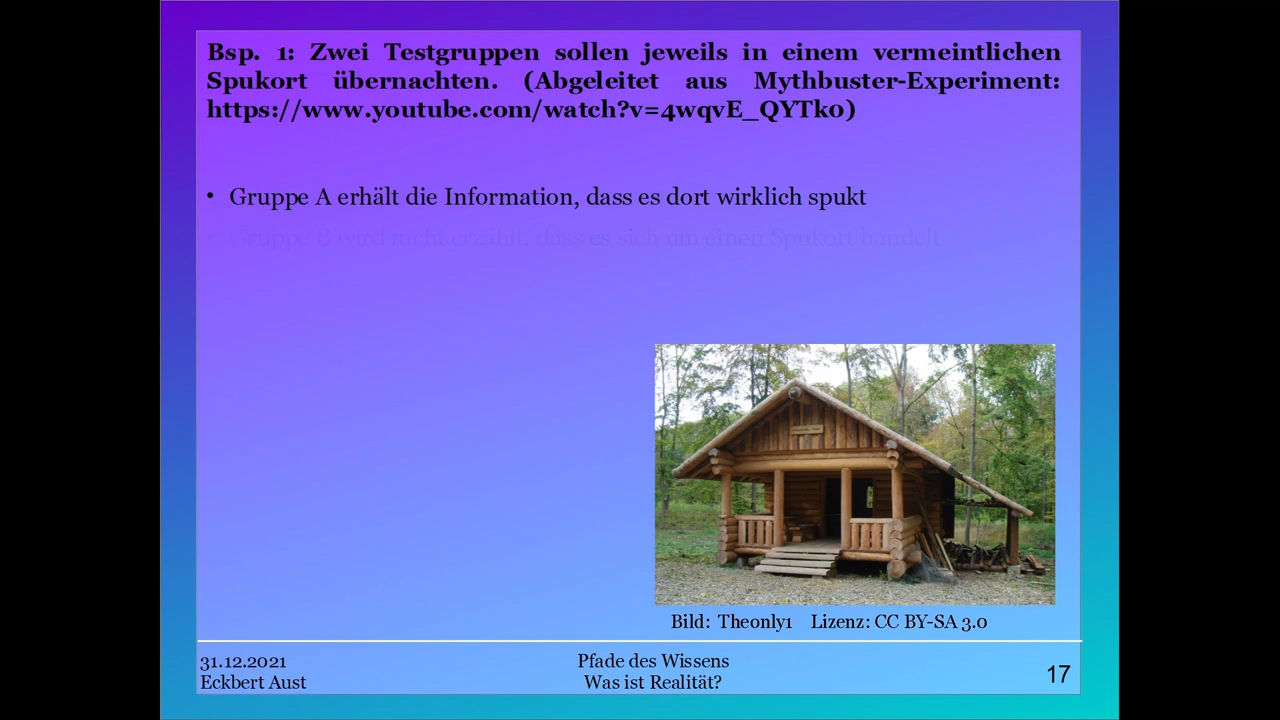 Bsp. 1: Zwei Testgruppen sollen jeweils in einem vermeintlichen
Spukort übernachten. (Abgeleitet aus Mythbuster-Experiment:
https://www.youtube.com/watch?v=4wqvE_QYTk0)
• Gruppe A erhält die Information, dass es dort wirklich spukt
• Gruppe B wird nicht erzählt, dass es sich um einen Spukort handelt
Bild: Theonly1 Lizenz: CC BY-SA 3.0
31.12.2021
Eckbert Aust
Pfade des Wissens
Was ist Realität?
17